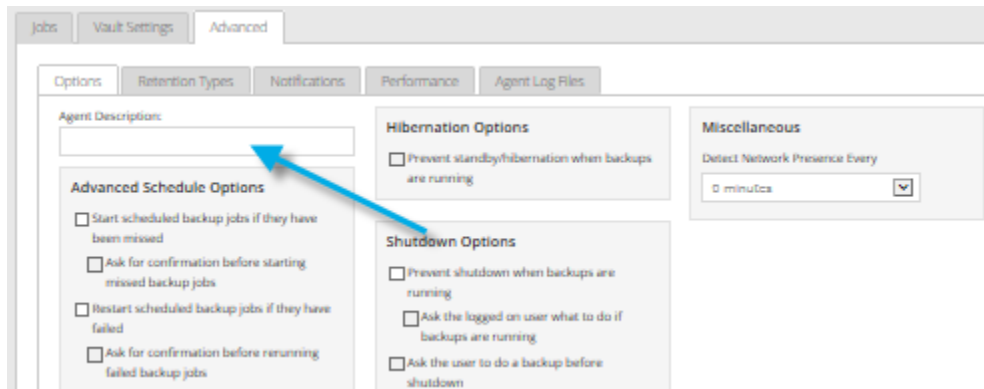 Jobs Vault Settings Advanced
Options Retention Types Notifications Performance Agent Log Files
Agent Description:
Advanced Schedule Options
Start scheduled backup jobs if they have
been missed
Ask for confirmation before starting
missed backup jobs
Restart scheduled backup jobs if they have
failed
Ask for confirmation before rerunning
failed backup jobs
Hibernation Options
Prevent standby/hibernation when backups
are running
Shutdown Options
Prevent shutdown when backups are
running
Ask the logged on user what to do if
backups are running
Ask the user to do a backup before
shutdown
Miscellaneous
Detect Network Presence Every
0 minutes